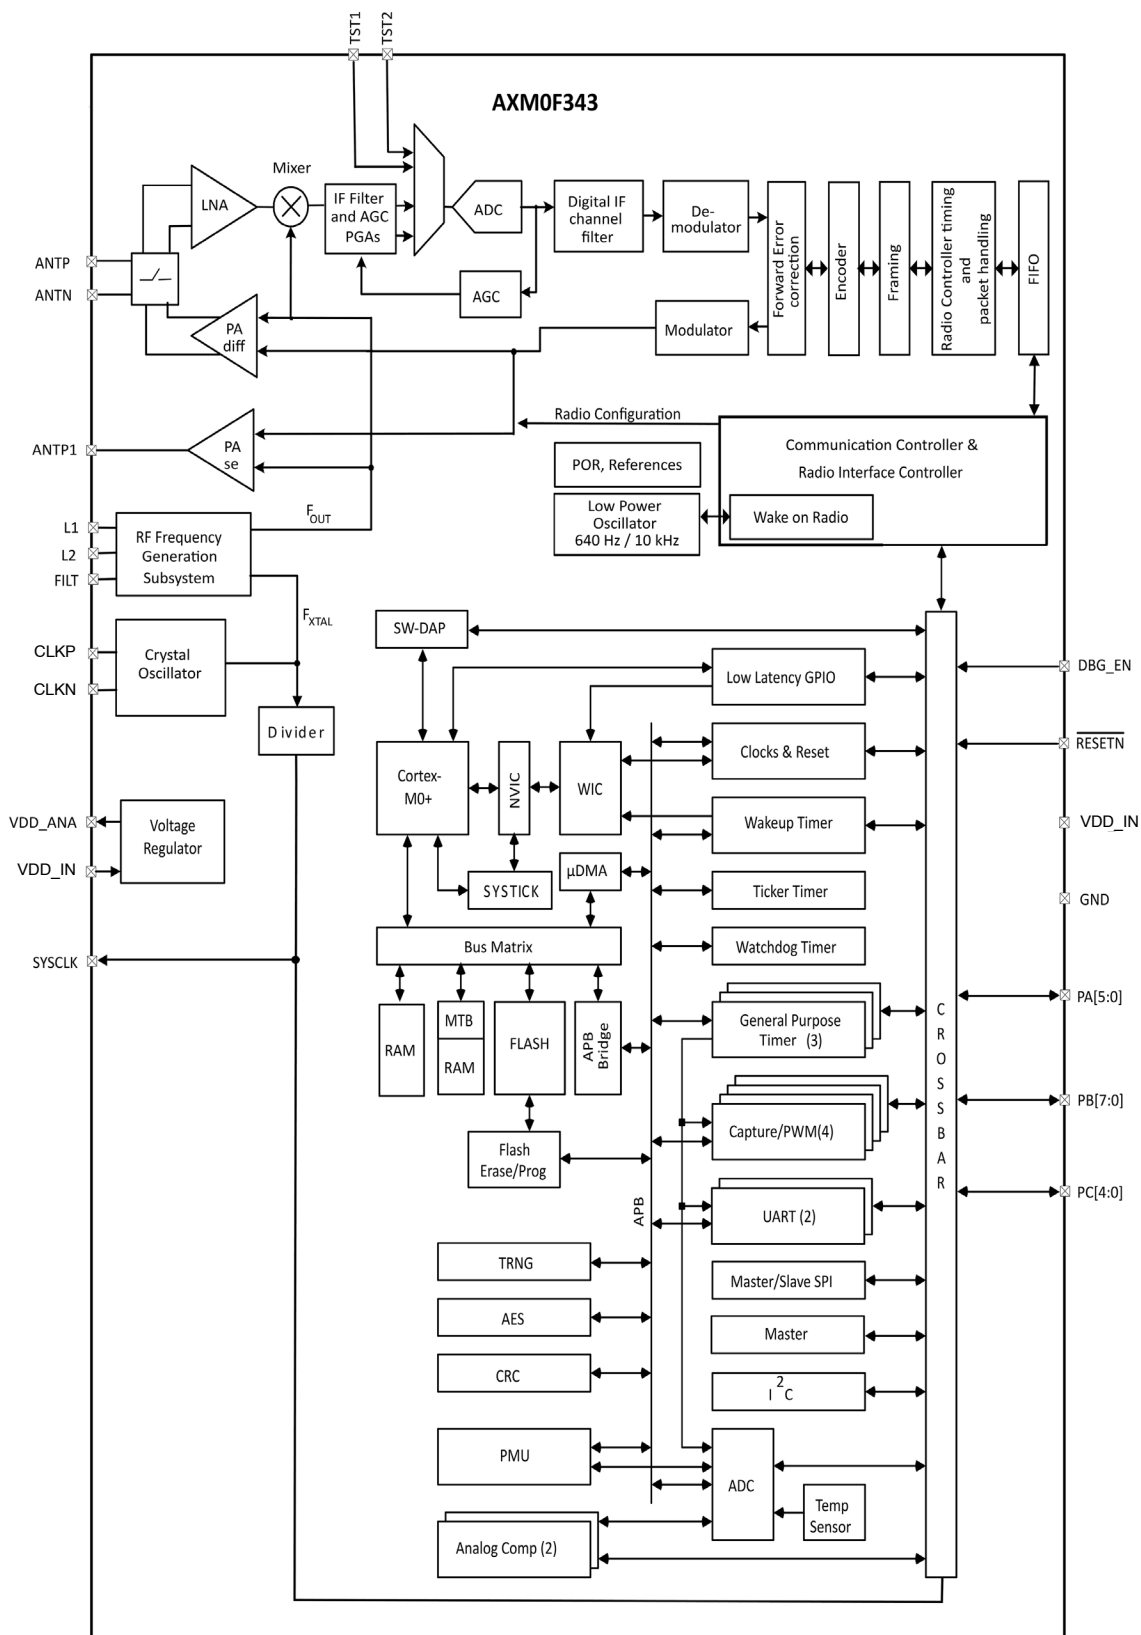 TST1
TST2
AXM0F343
Mixer
LNA
IF Filter
and AGC
PGAs
ADC
Digital IF
channel
filter
De-
modulator
Forward Error
correction
Encoder
Framing
Radio Controller timing
and
packet handling
FIFO
ANTP
ANTN
AGC
PA
diff
Modulator
Radio Configuration
ANTP1
PA
se
Communication Controller &
Radio Interface Controller
POR, References
Low Power
Oscillator
640 Hz / 10 kHz
Wake on Radio
L1
L2
FILT
RF Frequency
Generation
Subsystem
FOUT
FXTAL
CLKP
CLKN
Crystal
Oscillator
Divider
SW-DAP
Low Latency GPIO
DBG_EN
Cortex-
M0+
NVIC
WIC
Clocks & Reset
RESETN
VDD_ANA
VDD_IN
Voltage
Regulator
Wakeup Timer
VDD_IN
µDMA
SYSTICK
Ticker Timer
GND
Bus Matrix
Watchdog Timer
SYSCLK
RAM
MTB
RAM
FLASH
APB
Bridge
General Purpose
Timer (3)
PA[5:0]
CROSSBAR
Flash
Erase/Prog
Capture/PWM(4)
PB[7:0]
APB
UART (2)
PC[4:0]
TRNG
Master/Slave SPI
AES
Master
CRC
I2C
PMU
ADC
Temp
Sensor
Analog Comp (2)